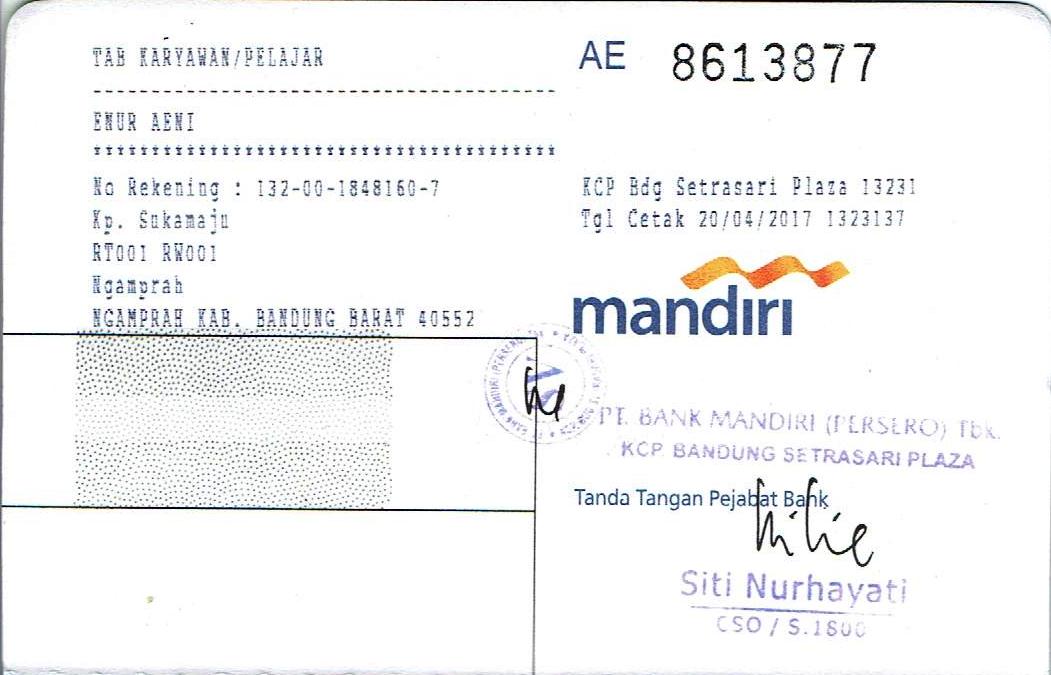 TAB KARYAWAN/PELAJAR
AE 8613877
ENUR AENI
No Rekening : 132-00-1848160-7
Kp. Sukamaju
RT001 RW001
Ngamprah
NGAMPRAH KAB. BANDUNG BARAT 40552
KCP Bdg Setrasari Plaza 13231
Tgl Cetak 20/04/2017 1323137
mandiri
PT. BANK MANDIRI (PERSERO) Tbk.
KCP BANDUNG SETRASARI PLAZA
Tanda Tangan Pejabat Bank
Siti Nurhayati
CSO / S.1800